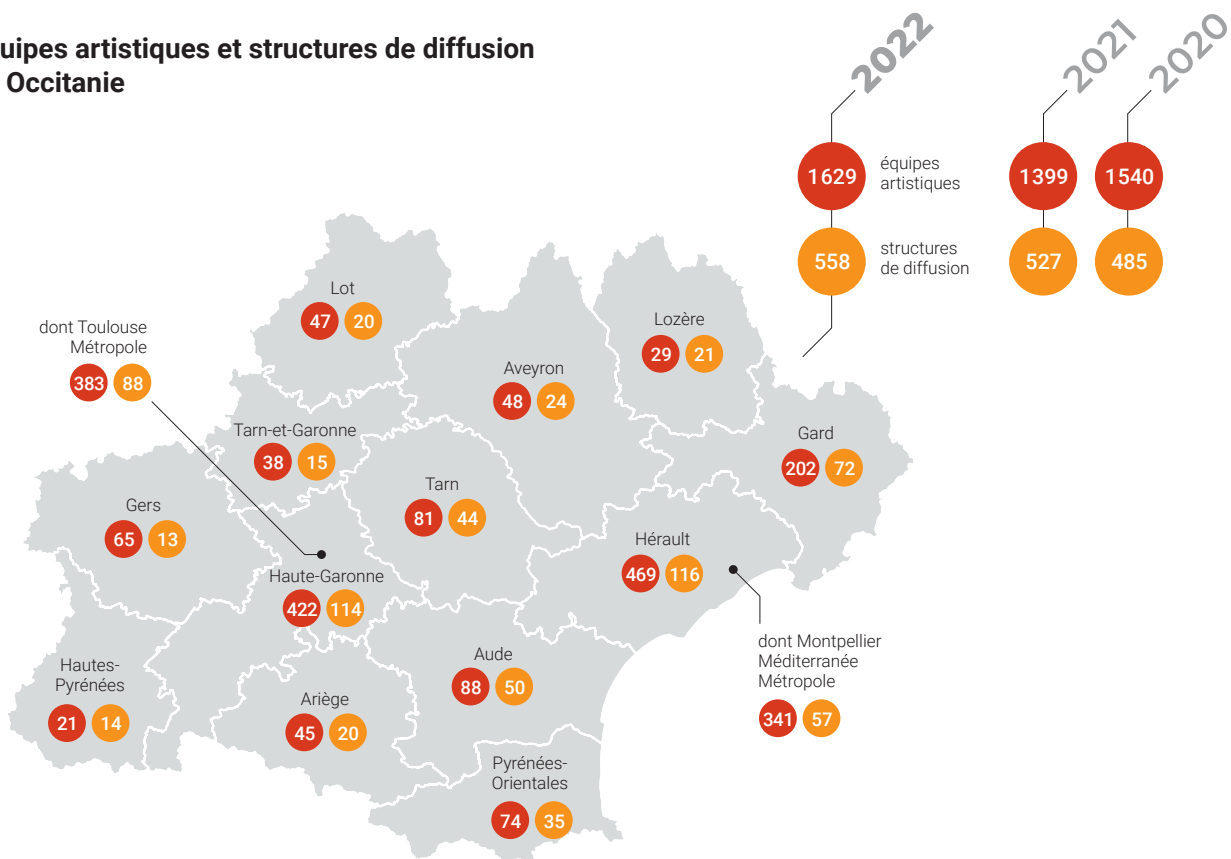 uipes artistiques et structures de diffusion
Occitanie
2022
2021
2020
1629
équipes
artistiques
1399
1540
558
structures
de diffusion
527
485
Lot
47 20
dont Toulouse
Métropole
383 88
Lozère
29 21
Aveyron
48 24
Tarn-et-Garonne
38 15
Gard
202 72
Tarn
81 44
Gers
65 13
Hérault
469 116
Haute-Garonne
422 114
dont Montpellier
Méditerranée
Métropole
341 57
Aude
88 50
Hautes-
Pyrénées
21 14
Ariège
45 20
Pyrénées-
Orientales
74 35